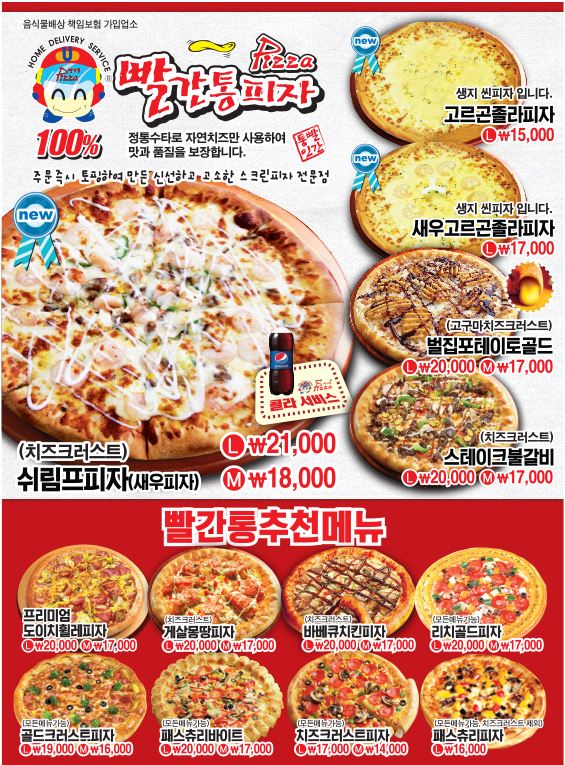 음식물배상 책임보험 가입업소
HOME DELIVERY SERVICE
U
Pizza
®
빨간통피자
Pizza
100%
정통수타로 자연치즈만 사용하여
맛과 품질을 보장합니다.
주문즉시 토핑하여 만든 신선하고 고소한 스크린피자 전문점
new
생지 씬피자 입니다.
고르곤졸라피자
L ₩15,000
new
생지 씬피자 입니다.
새우고르곤졸라피자
L ₩17,000
(고구마치즈크러스트)
벌집포테이토골드
L ₩20,000 M ₩17,000
(치즈크러스트)
스테이크불갈비
L ₩20,000 M ₩17,000
new
pepsi
Pizza
콜라 서비스
(치즈크러스트)
쉬림프피자(새우피자)
L ₩21,000
M ₩18,000
빨간통추천메뉴
프리미엄
도이치휠레피자
L ₩20,000 M ₩17,000
(치즈크러스트)
게살몽땅피자
L ₩20,000 M ₩17,000
(치즈크러스트)
바베큐치킨피자
L ₩20,000 M ₩17,000
(모든메뉴가능)
리치골드피자
L ₩20,000 M ₩17,000
(모든메뉴가능)
골드크러스트피자
L ₩19,000 M ₩16,000
(모든메뉴가능)
패스츄리바이트
L ₩20,000 M ₩17,000
(모든메뉴가능)
치즈크러스트피자
L ₩17,000 M ₩14,000
(모든메뉴가능, 치즈크러스트 제외)
패스츄리피자
L ₩16,000